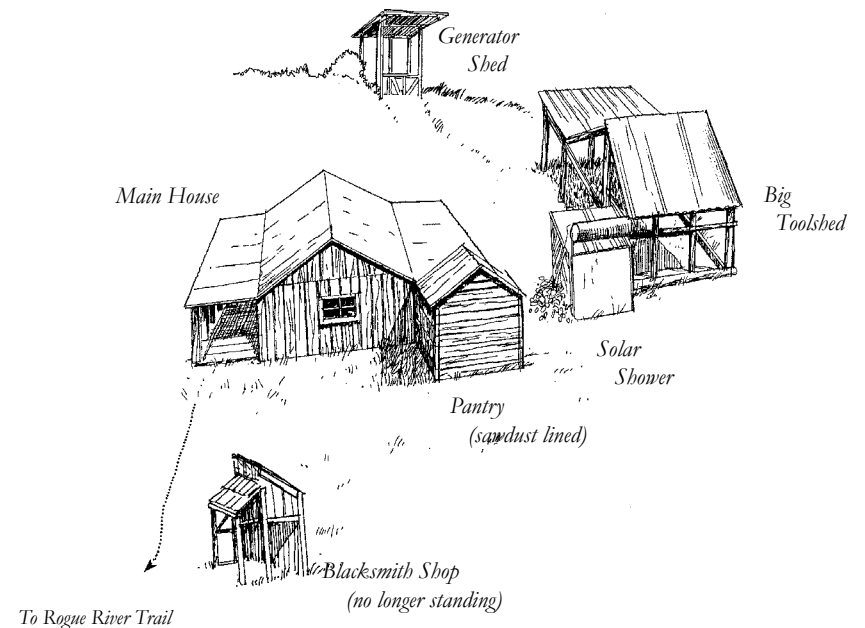 Generator
Shed
Main House
Big
Toolshed
Solar
Shower
Pantry
(sawdust lined)
Blacksmith Shop
(no longer standing)
To Rogue River Trail